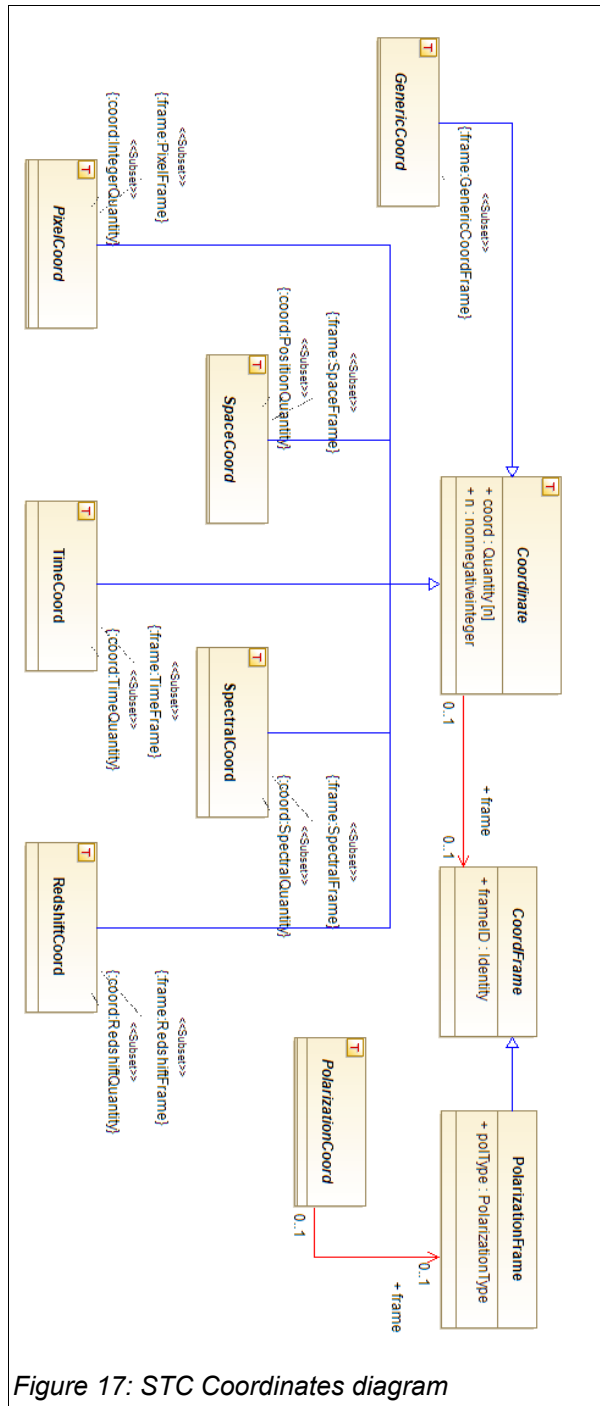 T
GenericCoord
<<Subset>>
{:frame:GenericCoordFrame}
T
Coordinate
+ coord : Quantity [n]
+ n : nonnegativeinteger
0..1
+ frame
0..1
CoordFrame
+ frameID : Identity
PolarizationFrame
+ polType : PolarizationType
T
PolarizationCoord
0..1
0..1
+ frame
<<Subset>>
{:frame:PixelFrame}
<<Subset>>
{:coord:IntegerQuantity}
T
PixelCoord
<<Subset>>
{:frame:SpaceFrame}
<<Subset>>
{:coord:PositionQuantity}
T
SpaceCoord
T
TimeCoord
<<Subset>>
{:frame:TimeFrame}
<<Subset>>
{:coord:TimeQuantity}
T
SpectralCoord
<<Subset>>
{:frame:SpectralFrame}
<<Subset>>
{:coord:SpectralQuantity}
T
RedshiftCoord
<<Subset>>
{:frame:RedshiftFrame}
<<Subset>>
{:coord:RedshiftQuantity}
Figure 17: STC Coordinates diagram